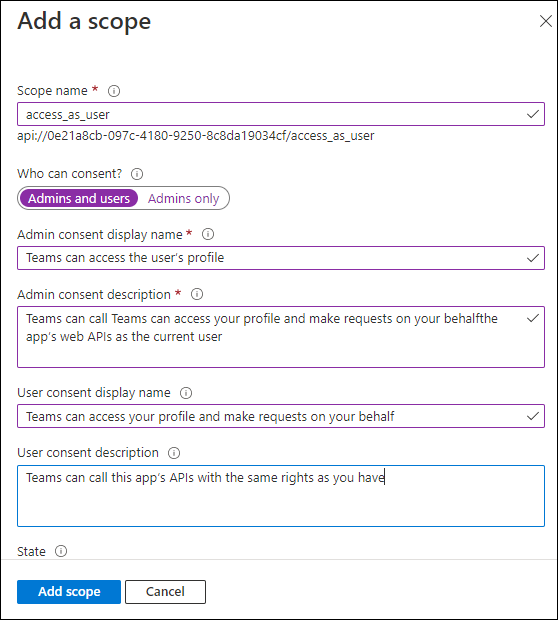 Add a scope
Scope name *
access_as_user
api://0e21a8cb-097c-4180-9250-8c8da19034cf/access_as_user
Who can consent?
Admins and users Admins only
Admin consent display name *
Teams can access the user's profile
Admin consent description *
Teams can call Teams can access your profile and make requests on your behalfthe
app's web APIs as the current user
User consent display name
Teams can access your profile and make requests on your behalf
User consent description
Teams can call this app's APIs with the same rights as you have
State
Add scope Cancel